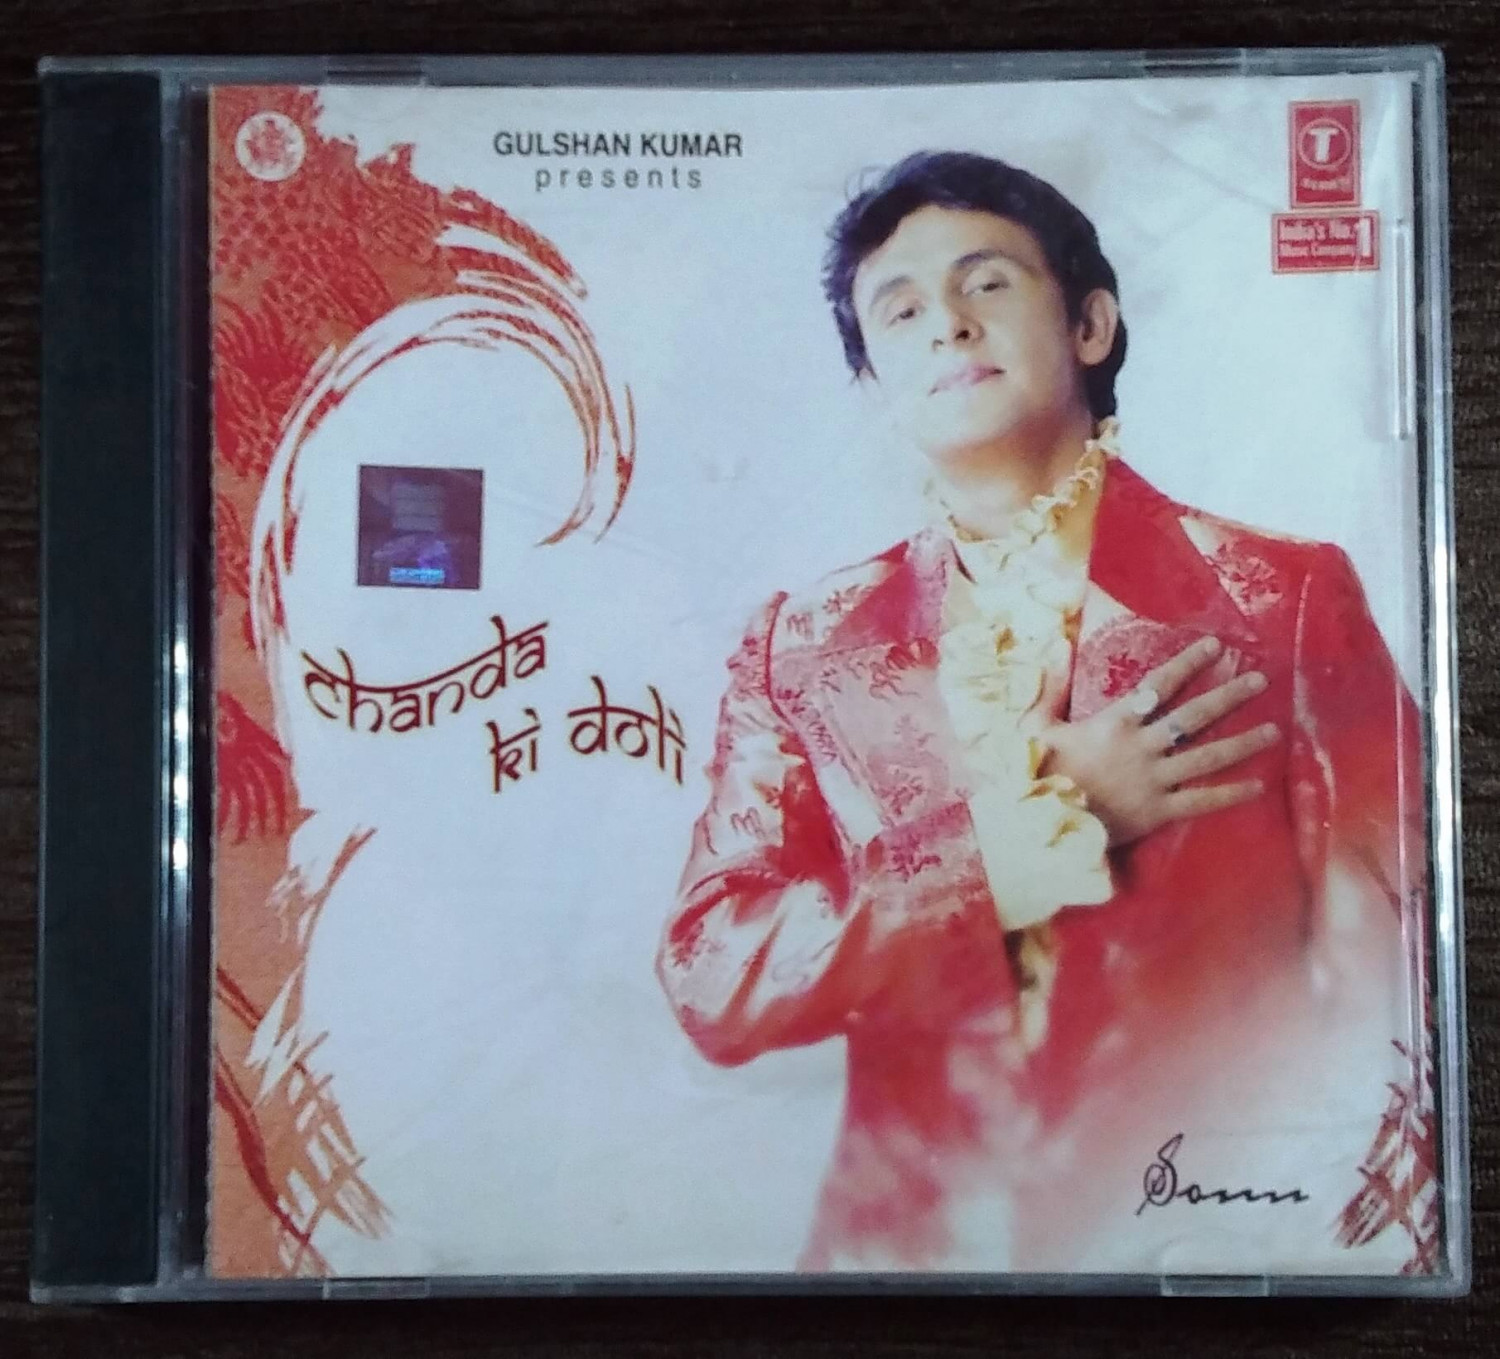 GULSHAN KUMAR
presents
T
India's No. 1
Music Company
chanda
ki doli
Sonu